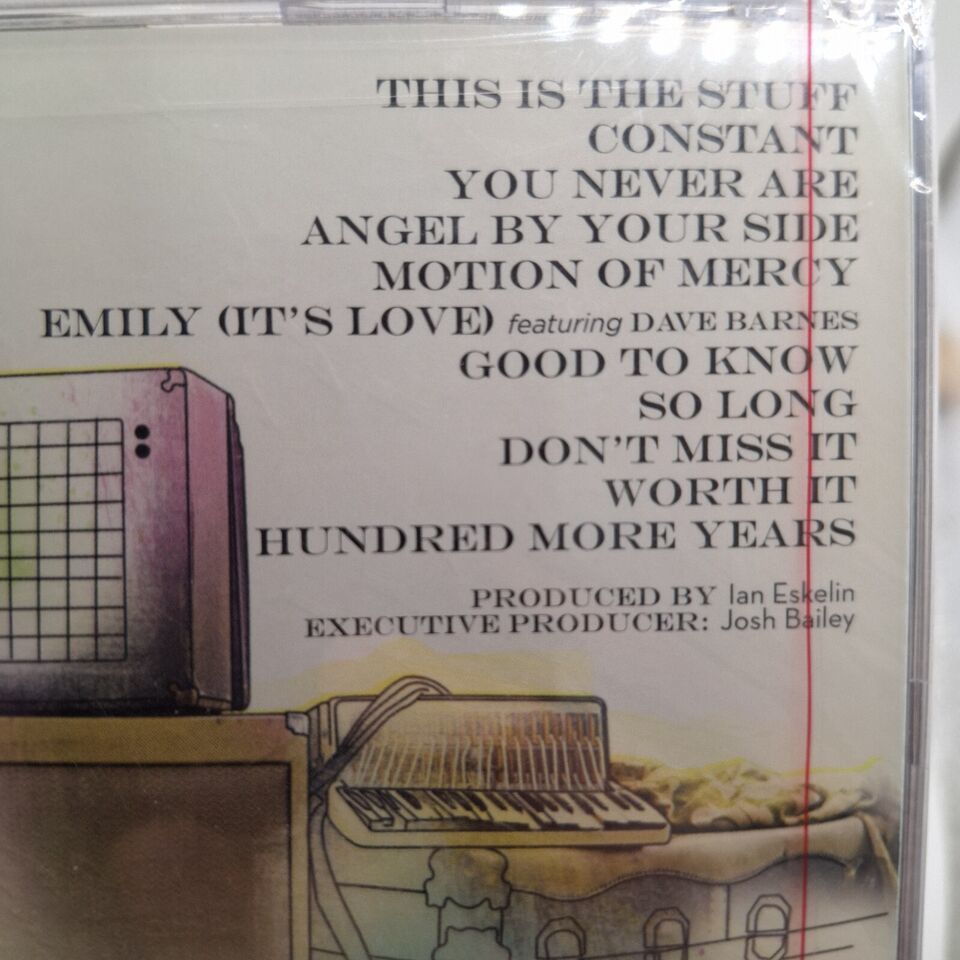 THIS IS THE STUFF
CONSTANT
YOU NEVER ARE
ANGEL BY YOUR SIDE
MOTION OF MERCY
EMILY (IT'S LOVE) featuring DAVE BARNES
GOOD TO KNOW
SO LONG
DON'T MISS IT
WORTH IT
HUNDRED MORE YEARS
PRODUCED BY Ian Eskelin
EXECUTIVE PRODUCER: Josh Bailey